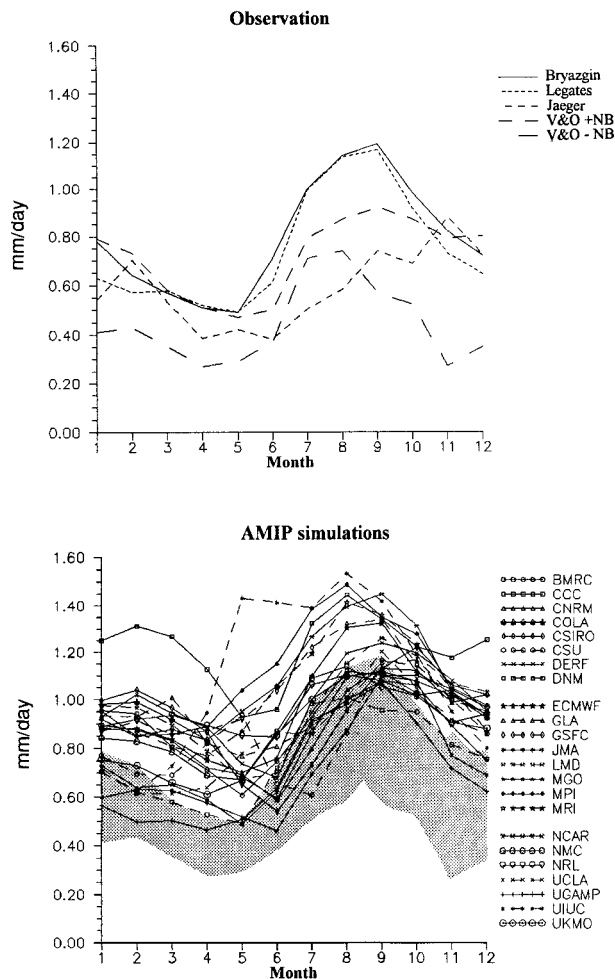 Observation
1.60
1.40
1.20
1.00
0.80
0.60
0.40
0.20
0.00
mm/day
1 2 3 4 5 6 7 8 9 10 11 12
Month
Bryazgin
Legates
Jaeger
V&O +NB
V&O - NB
AMIP simulations
1.60
1.40
1.20
1.00
0.80
0.60
0.40
0.20
0.00
mm/day
1 2 3 4 5 6 7 8 9 10 11 12
Month
BMRC
CCC
CNRM
COLA
CSIRO
CSU
DERF
DNM
ECMWF
GLA
GSFC
JMA
LMD
MGO
MPI
MRI
NCAR
NMC
NRL
UCLA
UGAMP
UIUC
UKMO